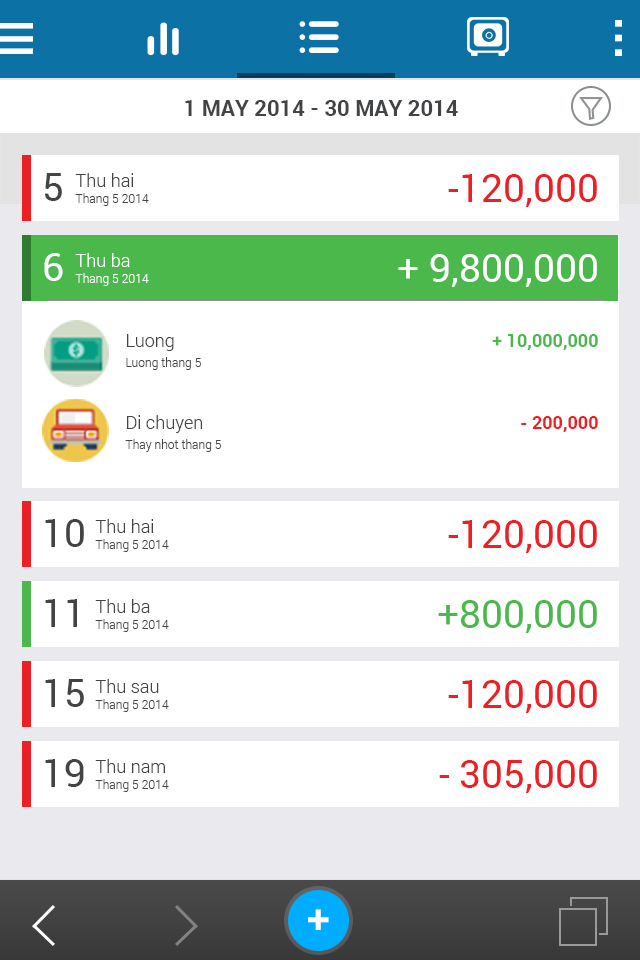 1 MAY 2014 - 30 MAY 2014
5 Thu hai -120,000
Thang 5 2014
6 Thu ba + 9,800,000
Thang 5 2014
Luong + 10,000,000
Luong thang 5
Di chuyen - 200,000
Thay nhot thang 5
10 Thu hai -120,000
Thang 5 2014
11 Thu ba +800,000
Thang 5 2014
15 Thu sau -120,000
Thang 5 2014
19 Thu nam - 305,000
Thang 5 2014